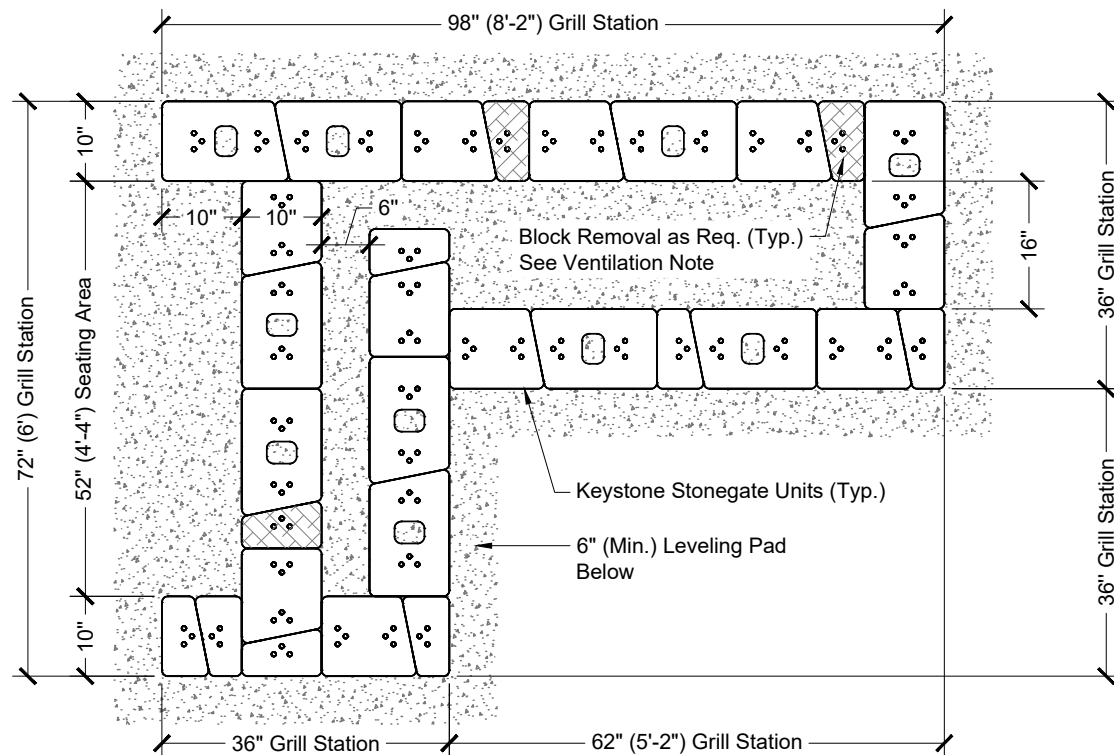 98" (8'-2") Grill Station
10"
10"
10"
6"
Block Removal as Req. (Typ.)
See Ventilation Note
16"
36" Grill Station
72" (6') Grill Station
52" (4'-4") Seating Area
Keystone Stonegate Units (Typ.)
6" (Min.) Leveling Pad
Below
36" Grill Station
10"
36" Grill Station
62" (5'-2") Grill Station